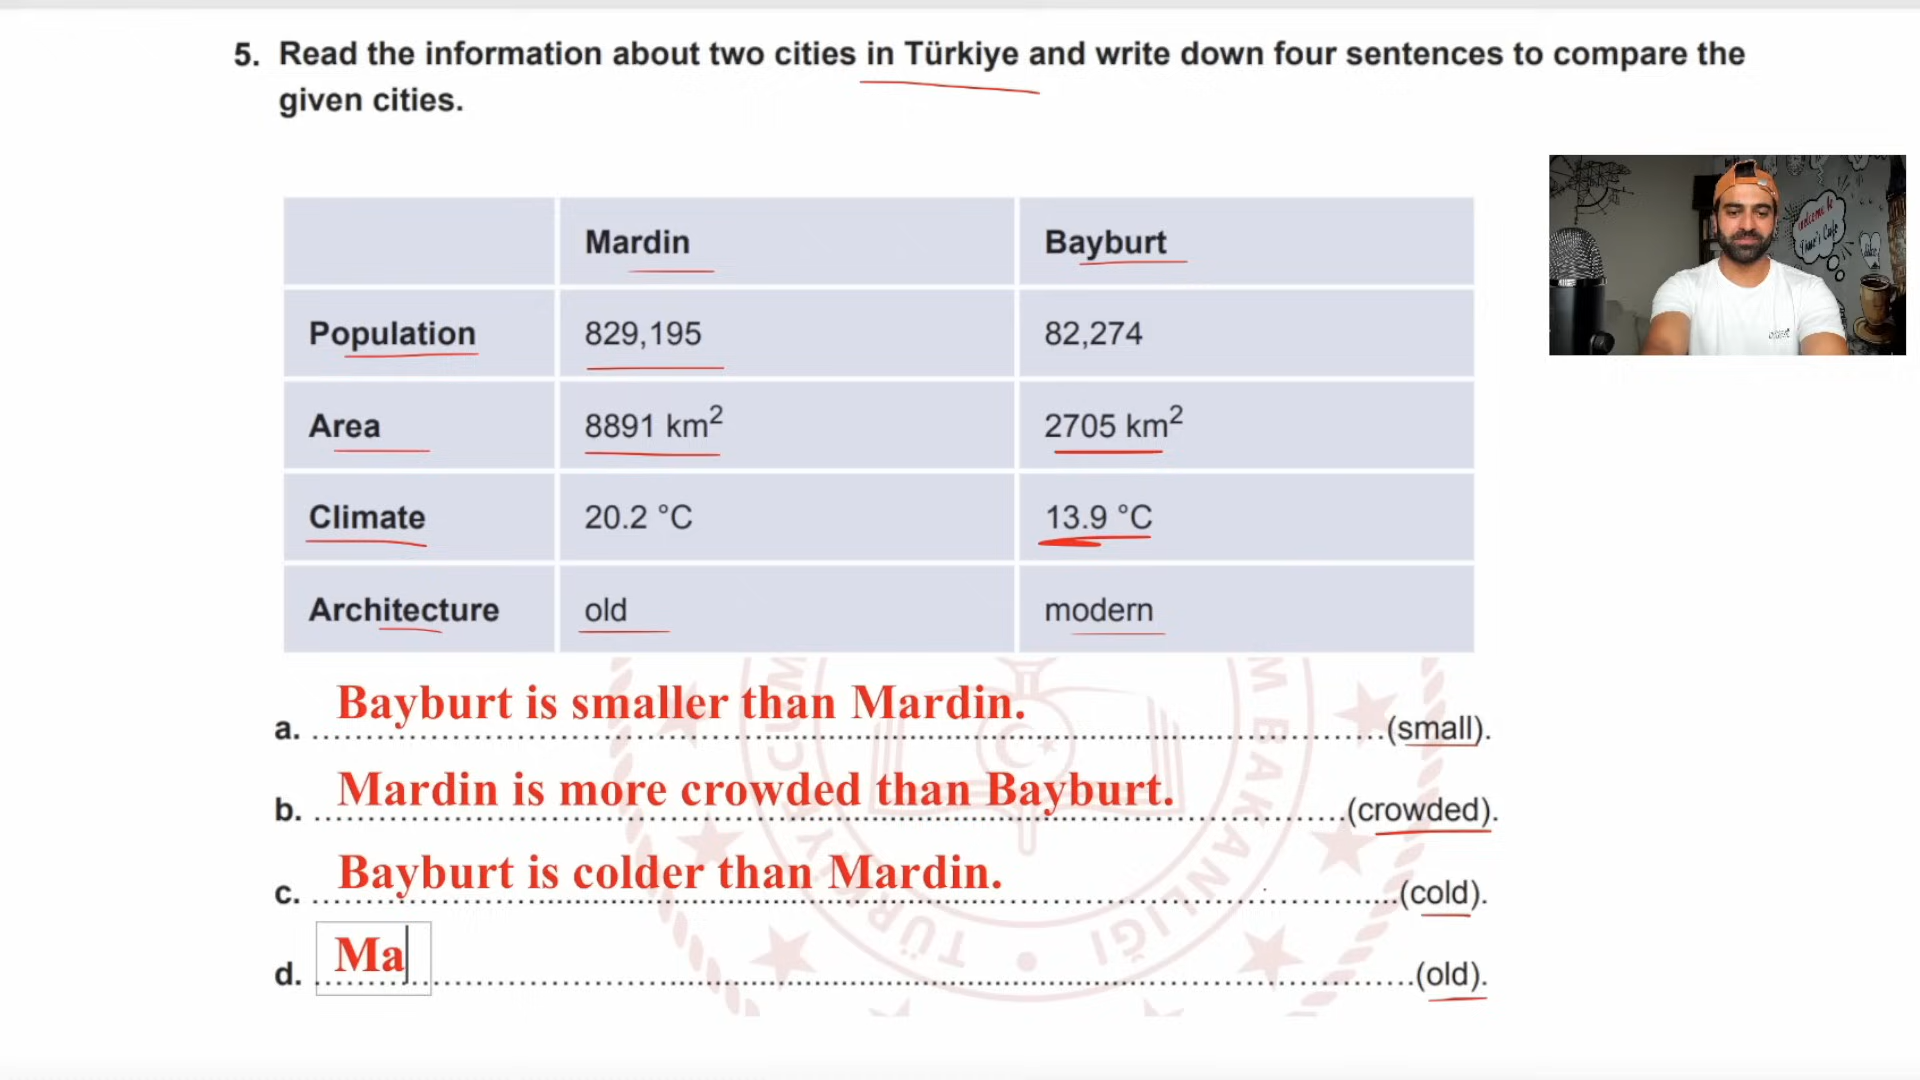 5. Read the information about two cities in Türkiye and write down four sentences to compare the
given cities.
Mardin Bayburt
Population 829,195 82,274
Area 8891 km² 2705 km²
Climate 20.2 °C 13.9 °C
Architecture old modern
a. Bayburt is smaller than Mardin. (small).
b. Mardin is more crowded than Bayburt. (crowded).
c. Bayburt is colder than Mardin. (cold).
d. Ma (old).